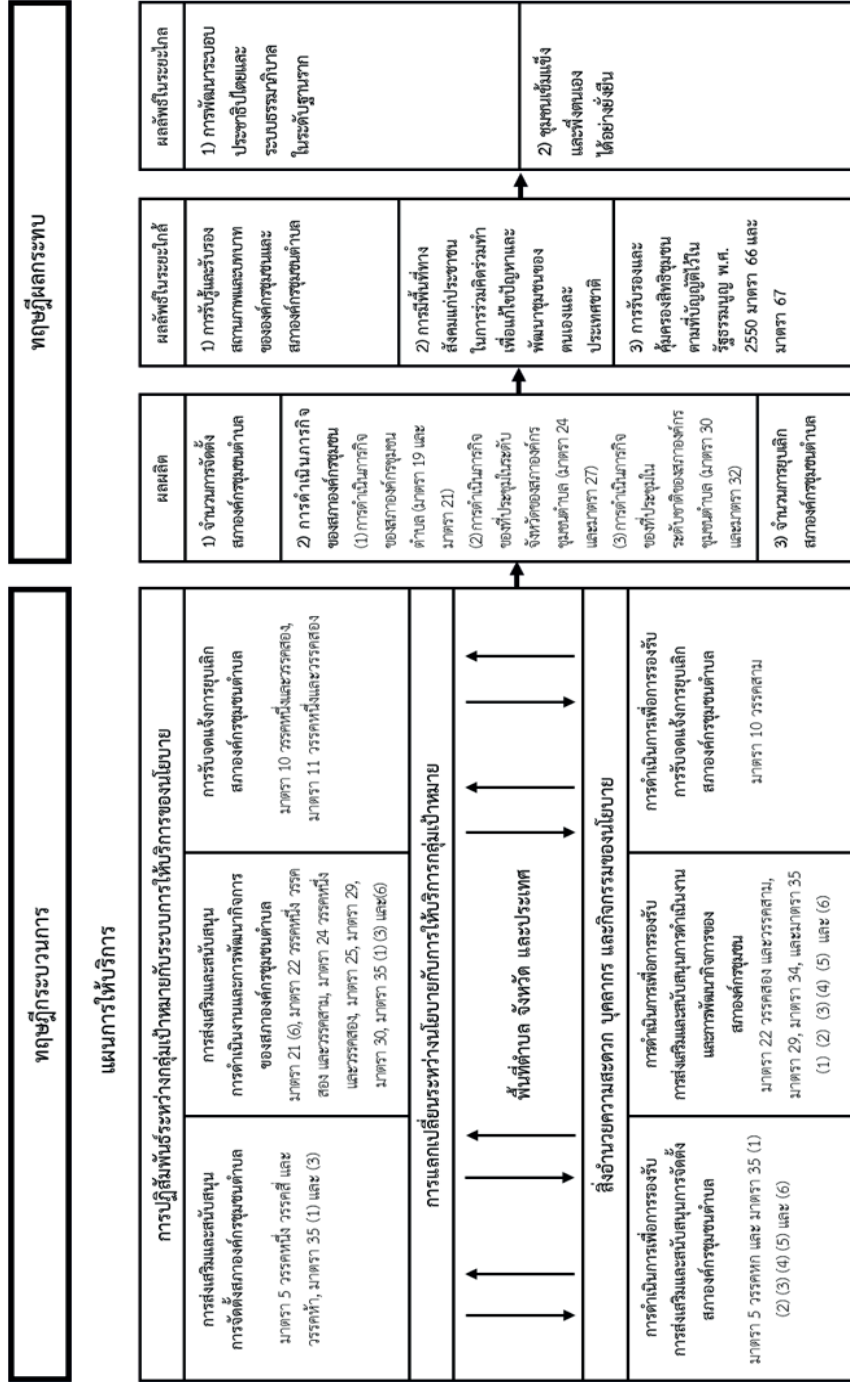 ทฤษฎีกระบวนการ
แผนการให้บริการ
การปฏิสัมพันธ์ระหว่างกลุ่มเป้าหมายกับระบบการให้บริการของนโยบาย
การส่งเสริมและสนับสนุน
การจัดตั้งสภาองค์กรชุมชนตำบล
มาตรา 5 วรรคหนึ่ง วรรคสี่ และ
วรรคห้า, มาตรา 35 (1) และ (3)
การส่งเสริมและสนับสนุน
การดำเนินงานและการพัฒนากิจการ
ของสภาองค์กรชุมชนตำบล
มาตรา 21 (6), มาตรา 22 วรรคหนึ่ง วรรค
สอง และวรรคสาม, มาตรา 24 วรรคหนึ่ง
และวรรคสอง, มาตรา 25, มาตรา 29,
มาตรา 30, มาตรา 35 (1) (3) และ(6)
การรับจดแจ้งการยุบเลิก
สภาองค์กรชุมชนตำบล
มาตรา 10 วรรคหนึ่งและวรรคสอง,
มาตรา 11 วรรคหนึ่งและวรรคสอง
การแลกเปลี่ยนระหว่างนโยบายกับการให้บริการกลุ่มเป้าหมาย
พื้นที่ตำบล จังหวัด และประเทศ
สิ่งอำนวยความสะดวก บุคลากร และกิจกรรมของนโยบาย
การดำเนินการเพื่อการรองรับ
การส่งเสริมและสนับสนุนการจัดตั้ง
สภาองค์กรชุมชนตำบล
มาตรา 5 วรรคหก และ มาตรา 35 (1)
(2) (3) (4) (5) และ (6)
การดำเนินการเพื่อการรองรับ
การส่งเสริมและสนับสนุนการดำเนินงาน
และการพัฒนากิจการของ
สภาองค์กรชุมชน
มาตรา 22 วรรคสอง และวรรคสาม,
มาตรา 29, มาตรา 34, และมาตรา 35
(1) (2) (3) (4) (5) และ (6)
การดำเนินการเพื่อการรองรับ
การรับจดแจ้งการยุบเลิก
สภาองค์กรชุมชนตำบล
มาตรา 10 วรรคสาม
ทฤษฎีผลกระทบ
ผลผลิต
1) จำนวนการจัดตั้ง
สภาองค์กรชุมชนตำบล
2) การดำเนินภารกิจ
ของสภาองค์กรชุมชน
(1) การดำเนินภารกิจ
ของสภาองค์กรชุมชน
ตำบล (มาตรา 19 และ
มาตรา 21)
(2) การดำเนินภารกิจ
ของที่ประชุมในระดับ
จังหวัดของสภาองค์กร
ชุมชนตำบล (มาตรา 24
และมาตรา 27)
(3) การดำเนินภารกิจ
ของที่ประชุมใน
ระดับชาติของสภาองค์กร
ชุมชนตำบล (มาตรา 30
และมาตรา 32)
3) จำนวนการยุบเลิก
สภาองค์กรชุมชนตำบล
ผลลัพธ์ในระยะใกล้
1) การรับรู้และรับรอง
สถานภาพและบทบาท
ขององค์กรชุมชนและ
สภาองค์กรชุมชนตำบล
2) การมีพื้นที่ทาง
สังคมแก่ประชาชน
ในการร่วมคิดร่วมทำ
เพื่อแก้ไขปัญหาและ
พัฒนาชุมชนของ
ตนเองและ
ประเทศชาติ
3) การรับรองและ
คุ้มครองสิทธิชุมชน
ตามที่บัญญัติไว้ใน
รัฐธรรมนูญ พ.ศ.
2550 มาตรา 66 และ
มาตรา 67
ผลลัพธ์ในระยะไกล
1) การพัฒนาระบอบ
ประชาธิปไตยและ
ระบบธรรมาภิบาล
ในระดับฐานราก
2) ชุมชนเข้มแข็ง
และพึ่งตนเอง
ได้อย่างยั่งยืน